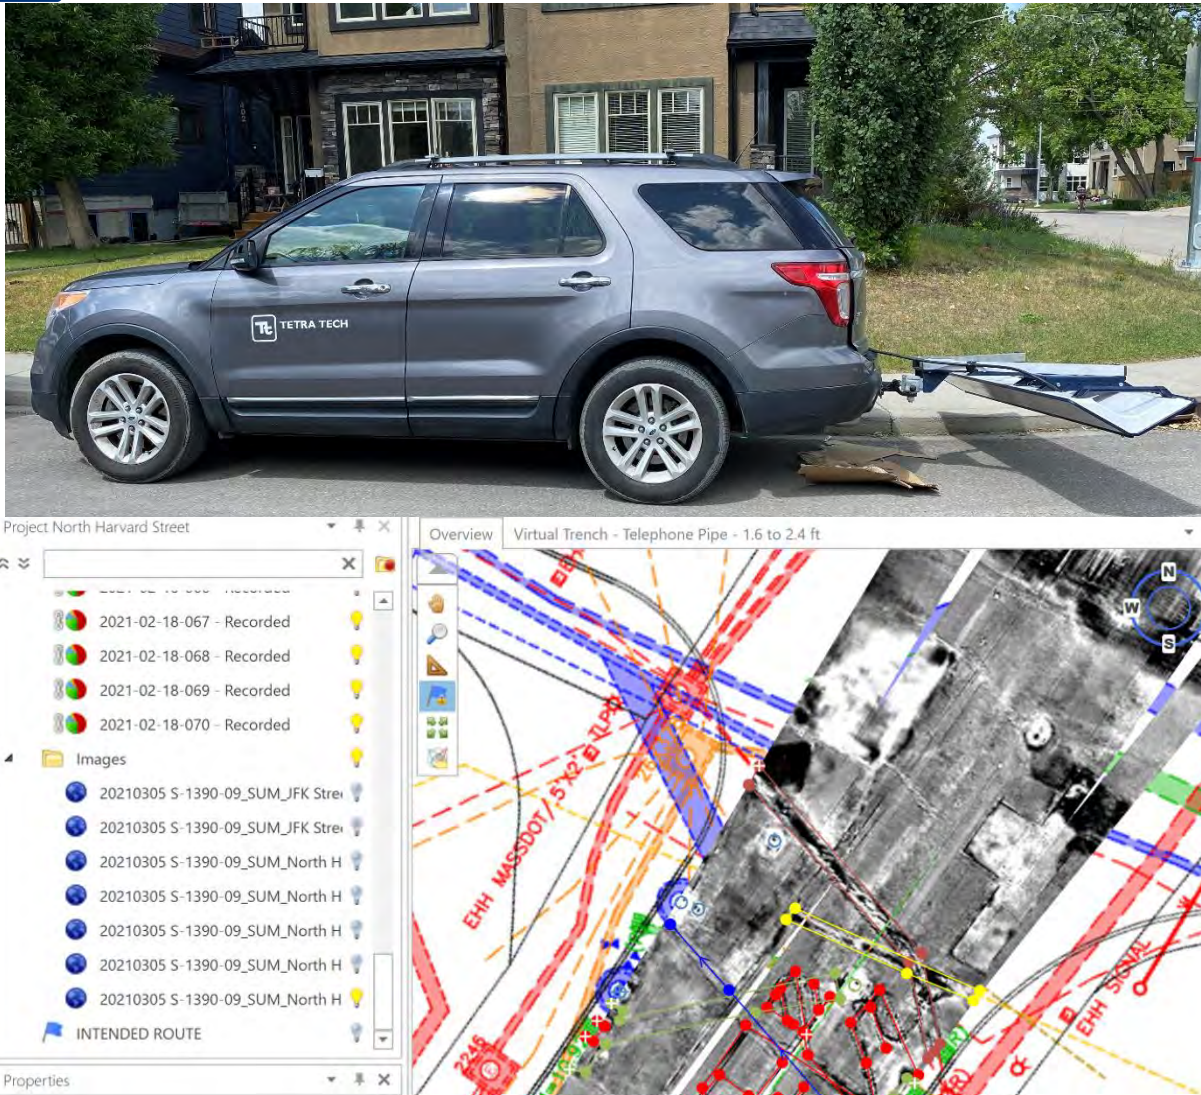 TETRA TECH
Project North Harvard Street
2021-02-18-067 - Recorded
2021-02-18-068 - Recorded
2021-02-18-069 - Recorded
2021-02-18-070 - Recorded
Images
20210305 S-1390-09_SUM_JFK Stre
20210305 S-1390-09_SUM_JFK Stre
20210305 S-1390-09_SUM_North H
20210305 S-1390-09_SUM_North H
20210305 S-1390-09_SUM_North H
20210305 S-1390-09_SUM_North H
20210305 S-1390-09_SUM_North H
INTENDED ROUTE
Properties
Overview
Virtual Trench - Telephone Pipe - 1.6 to 2.4 ft
N
W
S
EHH MASSDOT
EHH SIGNAL
2246
(R)
(R)